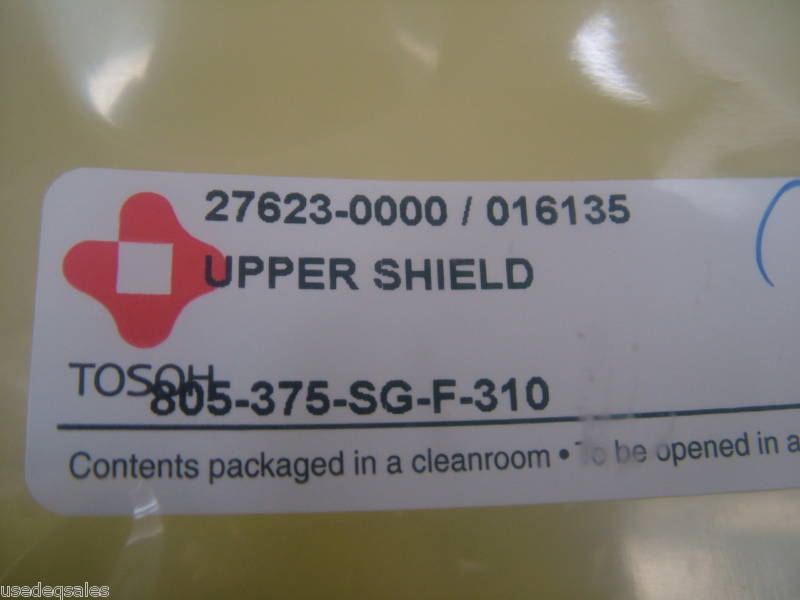 27623-0000 / 016135
UPPER SHIELD
TOSOH
805-375-SG-F-310
Contents packaged in a cleanroom • To be opened in a
usedeqsales